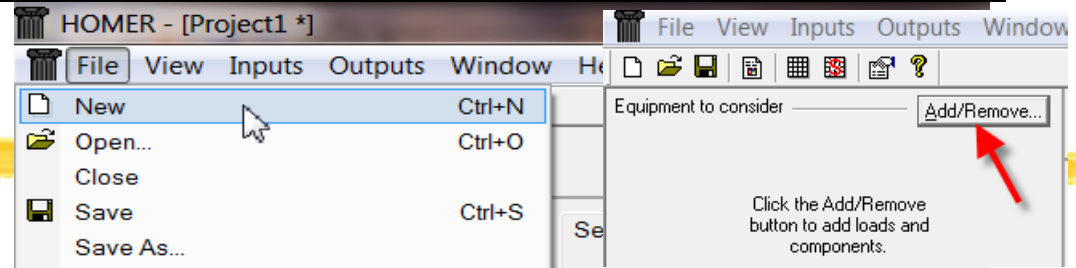 HOMER - [Project1 *]
File View Inputs Outputs Window He
New Ctrl+N
Open... Ctrl+O
Close
Save Ctrl+S
Save As...
Se
File View Inputs Outputs Window
Equipment to consider Add/Remove...
Click the Add/Remove
button to add loads and
components.